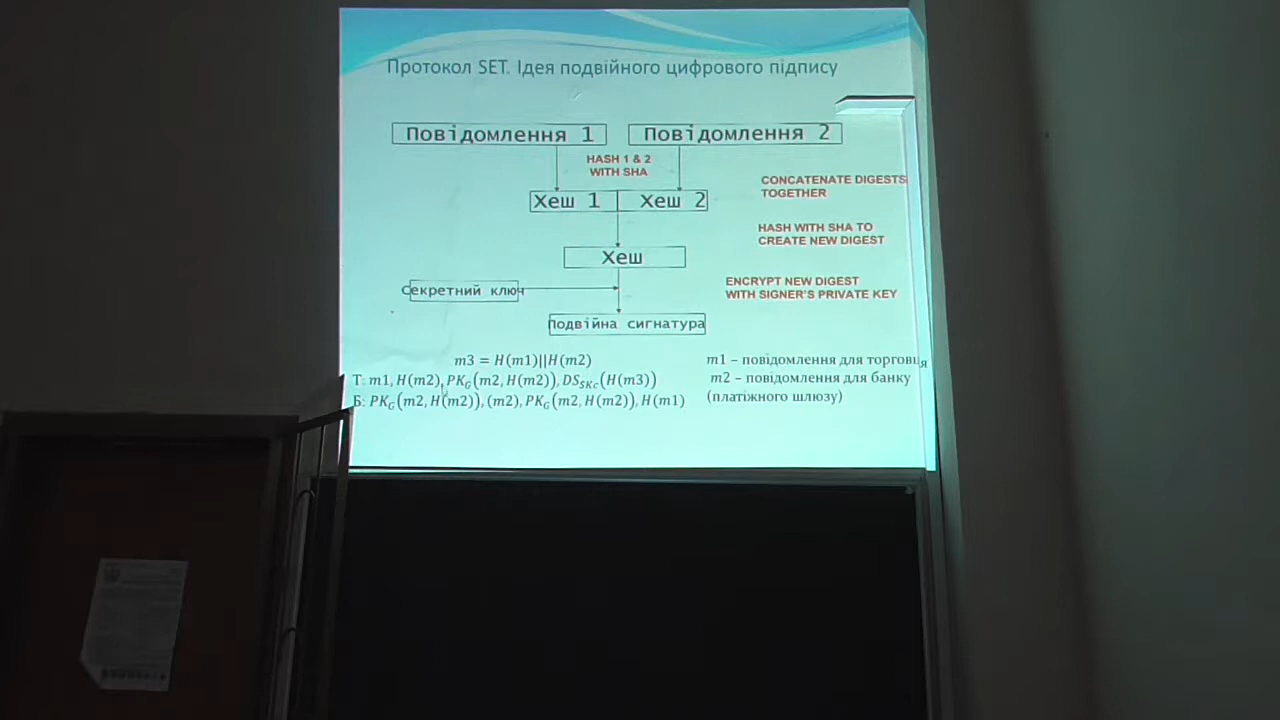 Протокол SET. Ідея подвійного цифрового підпису
Повідомлення 1
Повідомлення 2
HASH 1 & 2
WITH SHA
CONCATENATE DIGESTS
TOGETHER
Хеш 1
Хеш 2
HASH WITH SHA TO
CREATE NEW DIGEST
Хеш
Секретний ключ
ENCRYPT NEW DIGEST
WITH SIGNER'S PRIVATE KEY
Подвійна сигнатура
m3 = H(m1)||H(m2)
Т: m1, H(m2), PK_G(m2, H(m2)), DS_SKc(H(m3))
Б: PK_G(m2, H(m2)), (m2), PK_G(m2, H(m2)), H(m1)
m1 – повідомлення для торговця
m2 – повідомлення для банку
(платіжного шлюзу)